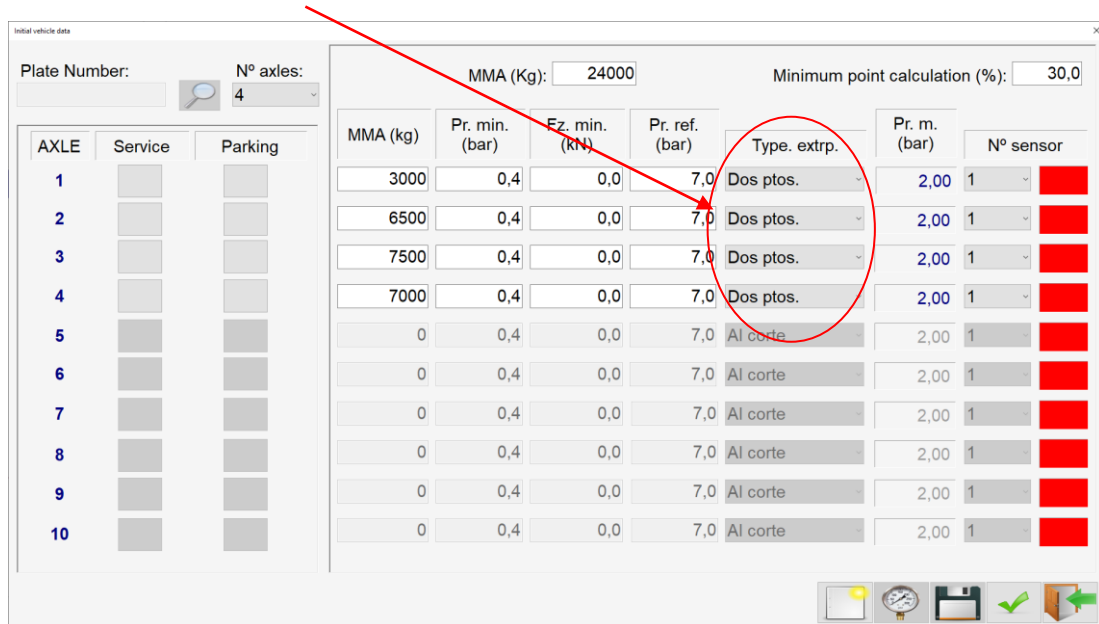 Initial vehicle data
Plate Number: Nº axles:
4
MMA (Kg): 24000 Minimum point calculation (%): 30,0
AXLE Service Parking
MMA (kg) Pr. min. (bar) Fz. min. (kN) Pr. ref. (bar) Type. extrp. Pr. m. (bar) Nº sensor
1 3000 0,4 0,0 7,0 Dos ptos. 2,00 1
2 6500 0,4 0,0 7,0 Dos ptos. 2,00 1
3 7500 0,4 0,0 7,0 Dos ptos. 2,00 1
4 7000 0,4 0,0 7,0 Dos ptos. 2,00 1
5 0 0,4 0,0 7,0 Al corte 2,00 1
6 0 0,4 0,0 7,0 Al corte 2,00 1
7 0 0,4 0,0 7,0 Al corte 2,00 1
8 0 0,4 0,0 7,0 Al corte 2,00 1
9 0 0,4 0,0 7,0 Al corte 2,00 1
10 0 0,4 0,0 7,0 Al corte 2,00 1